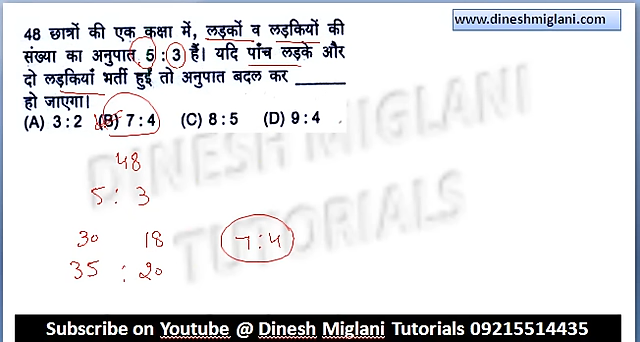 www.dineshmiglani.com
48 छात्रों की एक कक्षा में, लड़कों व लड़कियों की
संख्या का अनुपात 5 : 3 हैं। यदि पाँच लड़के और
दो लड़कियाँ भर्ती हुईं तो अनुपात बदल कर ______
हो जाएगा।
(A) 3 : 2 (B) 7 : 4 (C) 8 : 5 (D) 9 : 4
48
5 : 3
30 18
7 : 4
35 : 20
DINESH MIGLANI
TUTORIALS
Subscribe on Youtube @ Dinesh Miglani Tutorials 09215514435